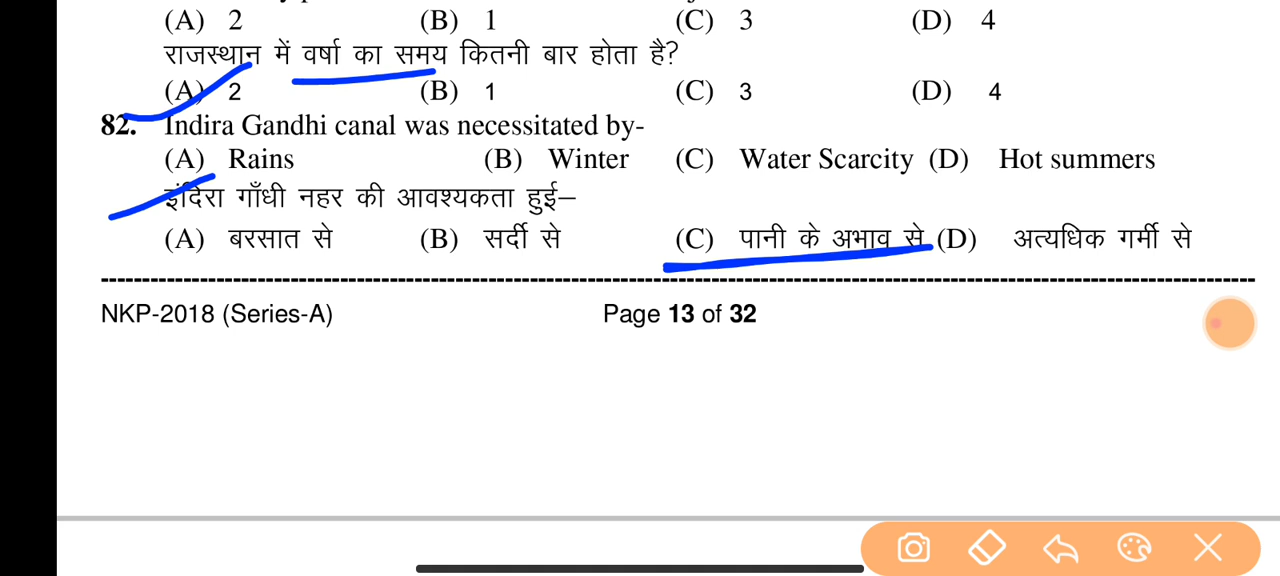 (A) 2 (B) 1 (C) 3 (D) 4
राजस्थान में वर्षा का समय कितनी बार होता है?
(A) 2 (B) 1 (C) 3 (D) 4
82. Indira Gandhi canal was necessitated by-
(A) Rains (B) Winter (C) Water Scarcity (D) Hot summers
इंदिरा गाँधी नहर की आवश्यकता हुई–
(A) बरसात से (B) सर्दी से (C) पानी के अभाव से (D) अत्यधिक गर्मी से
NKP-2018 (Series-A) Page 13 of 32